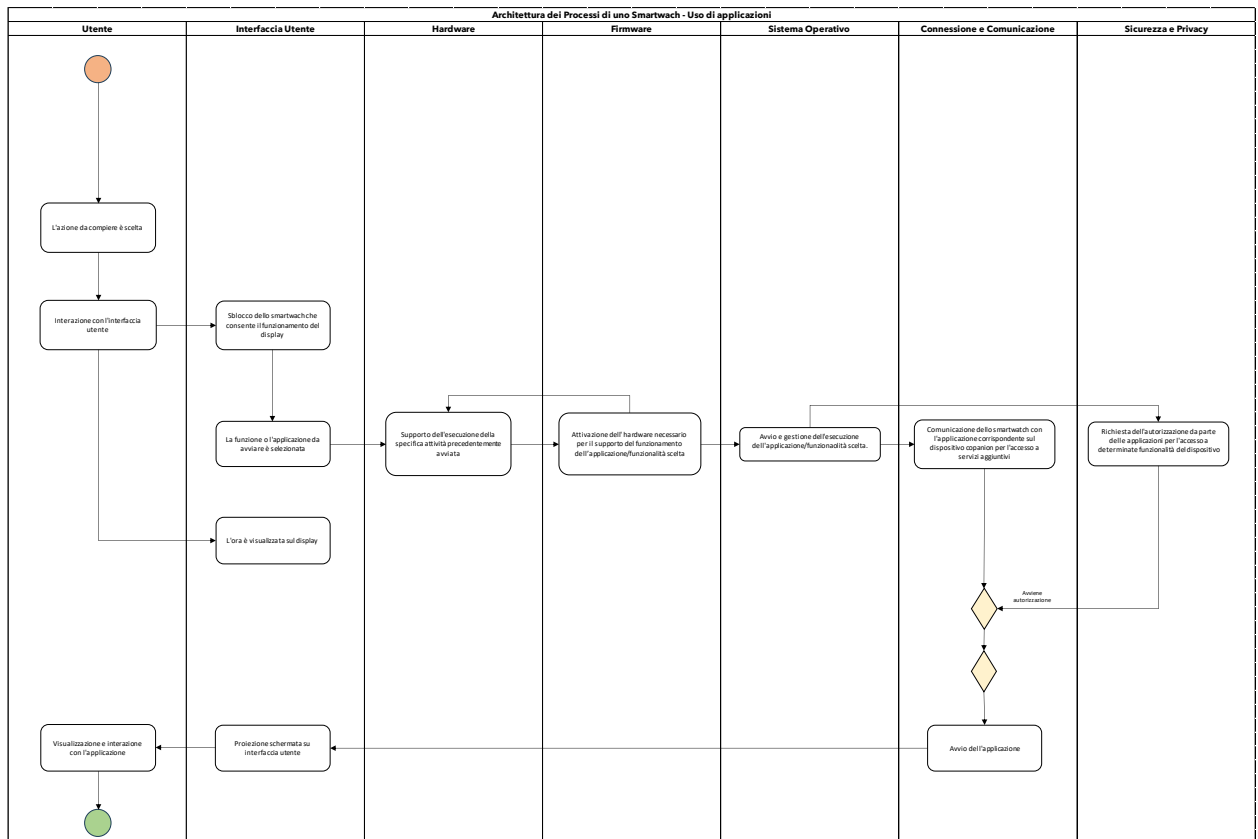 Architettura dei Processi di uno Smartwach - Uso di applicazioni
Utente
Interfaccia Utente
Hardware
Firmware
Sistema Operativo
Connessione e Comunicazione
Sicurezza e Privacy
L'azione da compiere è scelta
Interazione con l'interfaccia
utente
Sblocco dello smartwach che
consente il funzionamento del
display
La funzione o l'applicazione da
avviare è selezionata
Supporto dell'esecuzione della
specifica attività precedentemente
avviata
Attivazione dell' hardware necessario
per il supporto del funzionamento
dell'applicazione/funzionalità scelta
Avvio e gestione dell'esecuzione
dell'applicazione/funzionaolità scelta.
Comunicazione dello smartwatch con
l'applicazione corrispondente sul
dispositivo copanion per l'accesso a
servizi aggiuntivi
Richiesta dell'autorizzazione da parte
delle applicazioni per l'accesso a
determinate funzionalità del dispositivo
L'ora è visualizzata sul display
Avviene
autorizzazione
Visualizzazione e interazione
con l'applicazione
Proiezione schermata su
interfaccia utente
Avvio dell'applicazione